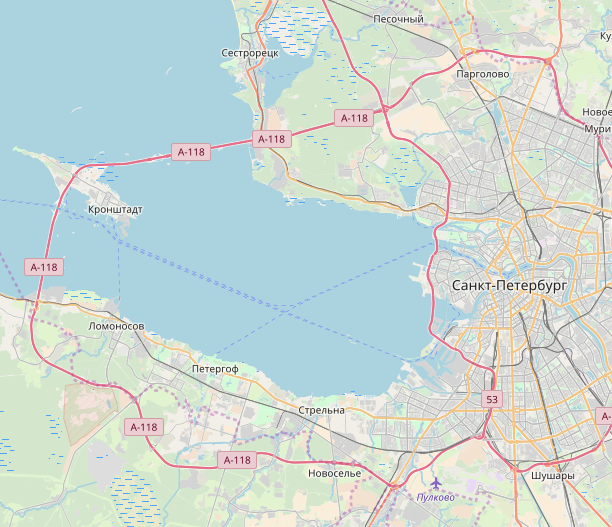 Песочный
Сестрорецк
Парголово
А-118
Новое
Мури
А-118
А-118
Кронштадт
А-118
Санкт-Петербург
Ломоносов
Петергоф
53
Стрельна
А-
А-118
А-118
Новоселье
Шушары
Пулково